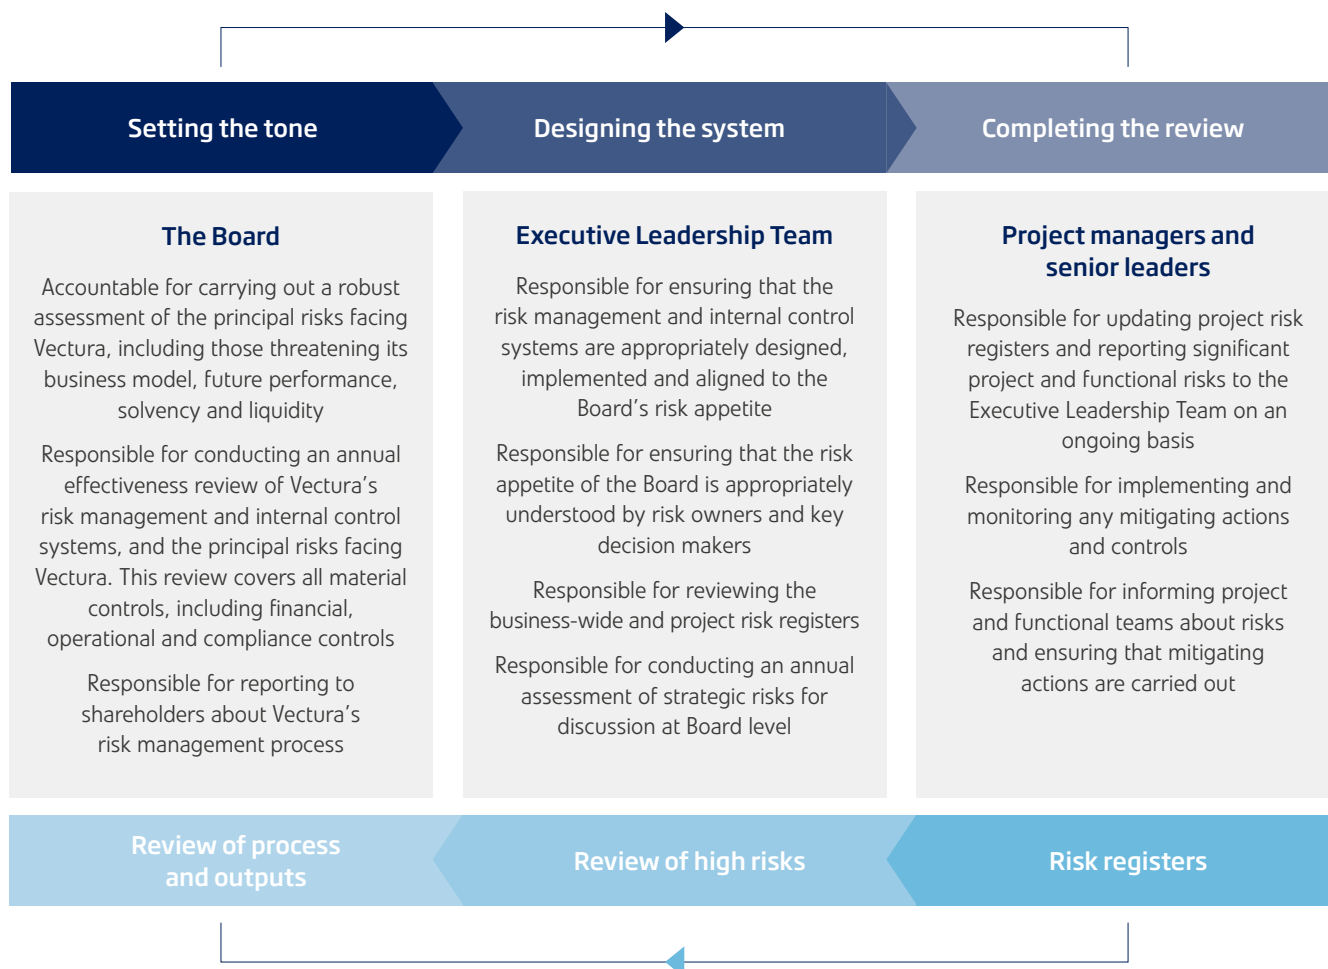 Setting the tone
Designing the system
Completing the review
The Board
Accountable for carrying out a robust
assessment of the principal risks facing
Vectura, including those threatening its
business model, future performance,
solvency and liquidity
Responsible for conducting an annual
effectiveness review of Vectura’s
risk management and internal control
systems, and the principal risks facing
Vectura. This review covers all material
controls, including financial,
operational and compliance controls
Responsible for reporting to
shareholders about Vectura’s
risk management process
Executive Leadership Team
Responsible for ensuring that the
risk management and internal control
systems are appropriately designed,
implemented and aligned to the
Board’s risk appetite
Responsible for ensuring that the risk
appetite of the Board is appropriately
understood by risk owners and key
decision makers
Responsible for reviewing the
business-wide and project risk registers
Responsible for conducting an annual
assessment of strategic risks for
discussion at Board level
Project managers and
senior leaders
Responsible for updating project risk
registers and reporting significant
project and functional risks to the
Executive Leadership Team on an
ongoing basis
Responsible for implementing and
monitoring any mitigating actions
and controls
Responsible for informing project
and functional teams about risks
and ensuring that mitigating
actions are carried out
Review of process
and outputs
Review of high risks
Risk registers